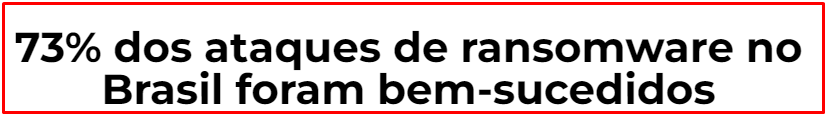 73% dos ataques de ransomware no
Brasil foram bem-sucedidos